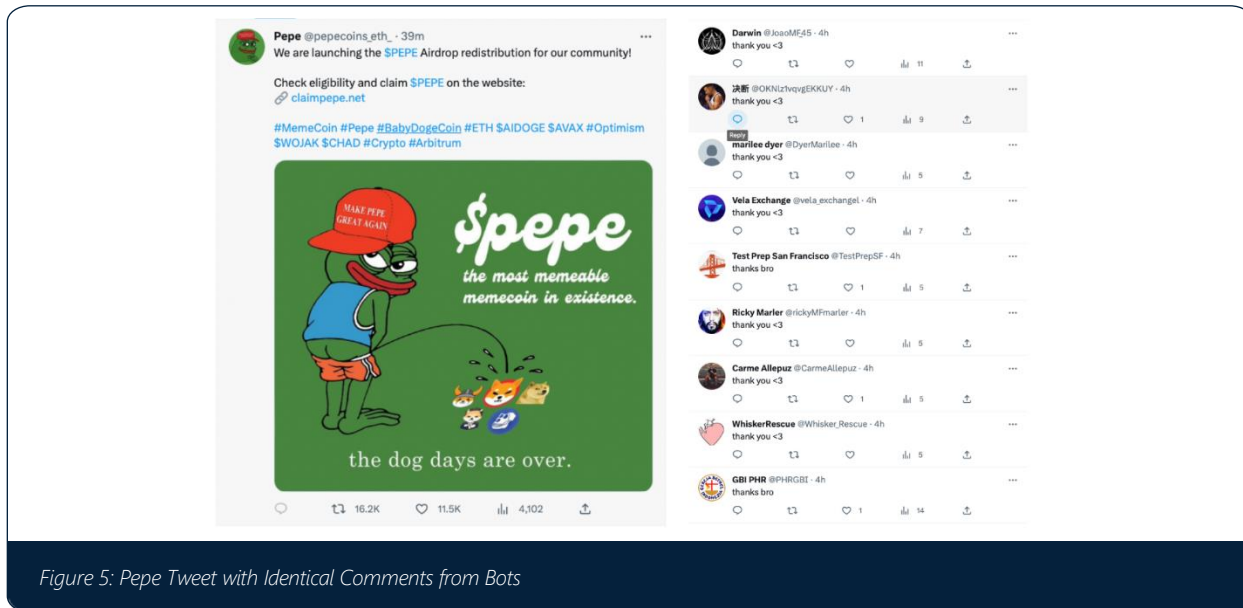 Pepe @pepecoins_eth_ · 39m
We are launching the $PEPE Airdrop redistribution for our community!
Check eligibility and claim $PEPE on the website:
claimpepe.net
#MemeCoin #Pepe #BabyDogeCoin #ETH $AIDOGE $AVAX #Optimism
$WOJAK $CHAD #Crypto #Arbitrum
MAKE PEPE
GREAT AGAIN
$pepe
the most memeable
memecoin in existence.
the dog days are over.
16.2K 11.5K 4,102
Darwin @JoaoMF_45 · 4h
thank you <3
11
决断 @OKNlz1vqvgEKKUY · 4h
thank you <3
1 9
Reply
marilee dyer @DyerMarilee · 4h
thank you <3
5
Vela Exchange @vela_exchangel · 4h
thank you <3
7
Test Prep San Francisco @TestPrepSF · 4h
thanks bro
1 5
Ricky Marler @rickyMFmarler · 4h
thank you <3
5
Carme Allepuz @CarmeAllepuz · 4h
thank you <3
1 5
WhiskerRescue @Whisker_Rescue · 4h
thank you <3
5
GBI PHR @PHRGBI · 4h
thanks bro
1 14
Figure 5: Pepe Tweet with Identical Comments from Bots